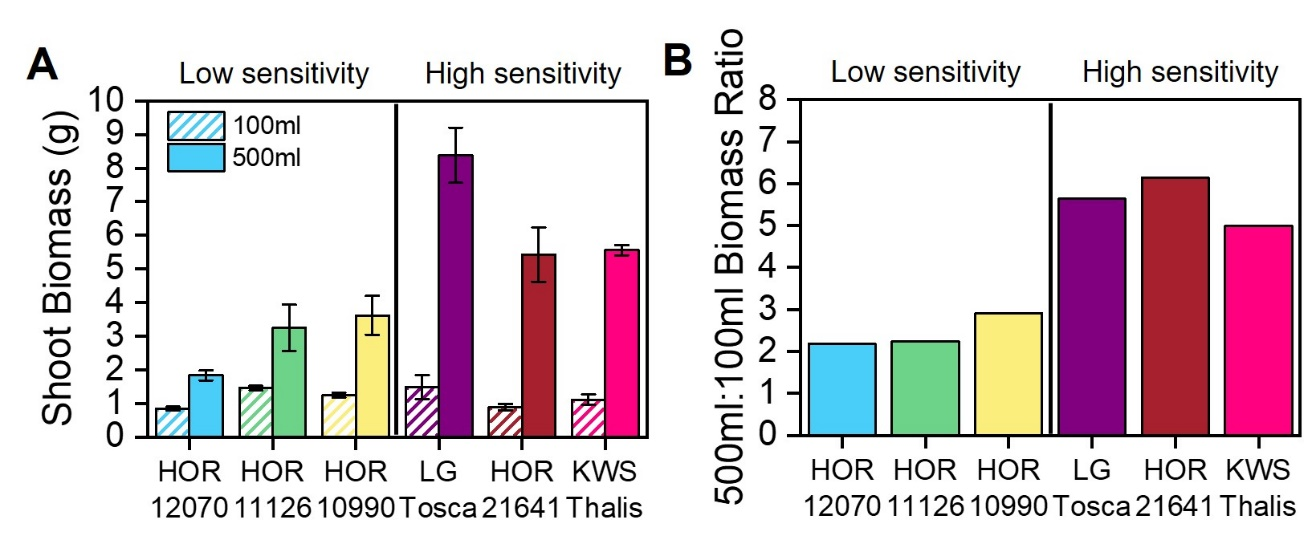 A
Low sensitivity
High sensitivity
Shoot Biomass (g)
10
9
8
7
6
5
4
3
2
1
0
100ml
500ml
HOR HOR HOR LG HOR KWS
12070 11126 10990 Tosca 21641 Thalis
B
Low sensitivity
High sensitivity
500ml:100ml Biomass Ratio
8
7
6
5
4
3
2
1
0
HOR HOR HOR LG HOR KWS
12070 11126 10990 Tosca 21641 Thalis